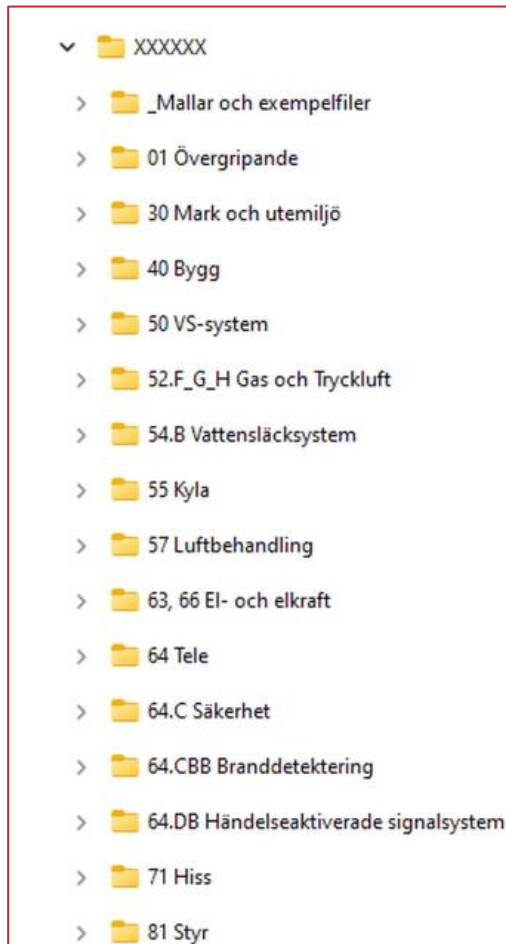 XXXXXX
_Mallar och exempelfiler
01 Övergripande
30 Mark och utemiljö
40 Bygg
50 VS-system
52.F_G_H Gas och Tryckluft
54.B Vattensläcksystem
55 Kyla
57 Luftbehandling
63, 66 El- och elkraft
64 Tele
64.C Säkerhet
64.CBB Branddetektering
64.DB Händelseaktiverade signalsystem
71 Hiss
81 Styr